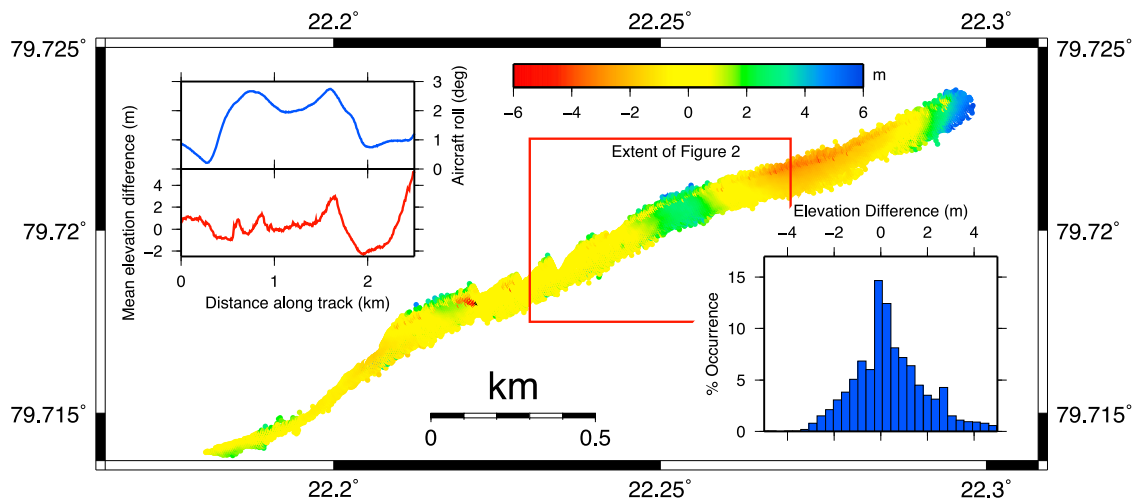 22.2° 22.25° 22.3°
79.725° 79.725°
3
2
1
0
Aircraft roll (deg)
Mean elevation difference (m)
4
2
0
−2
0 1 2
Distance along track (km)
m
−6 −4 −2 0 2 4 6
Extent of Figure 2
79.72° 79.72°
Elevation Difference (m)
−4 −2 0 2 4
15
10
5
0
% Occurrence
km
0 0.5
79.715° 79.715°
22.2° 22.25° 22.3°